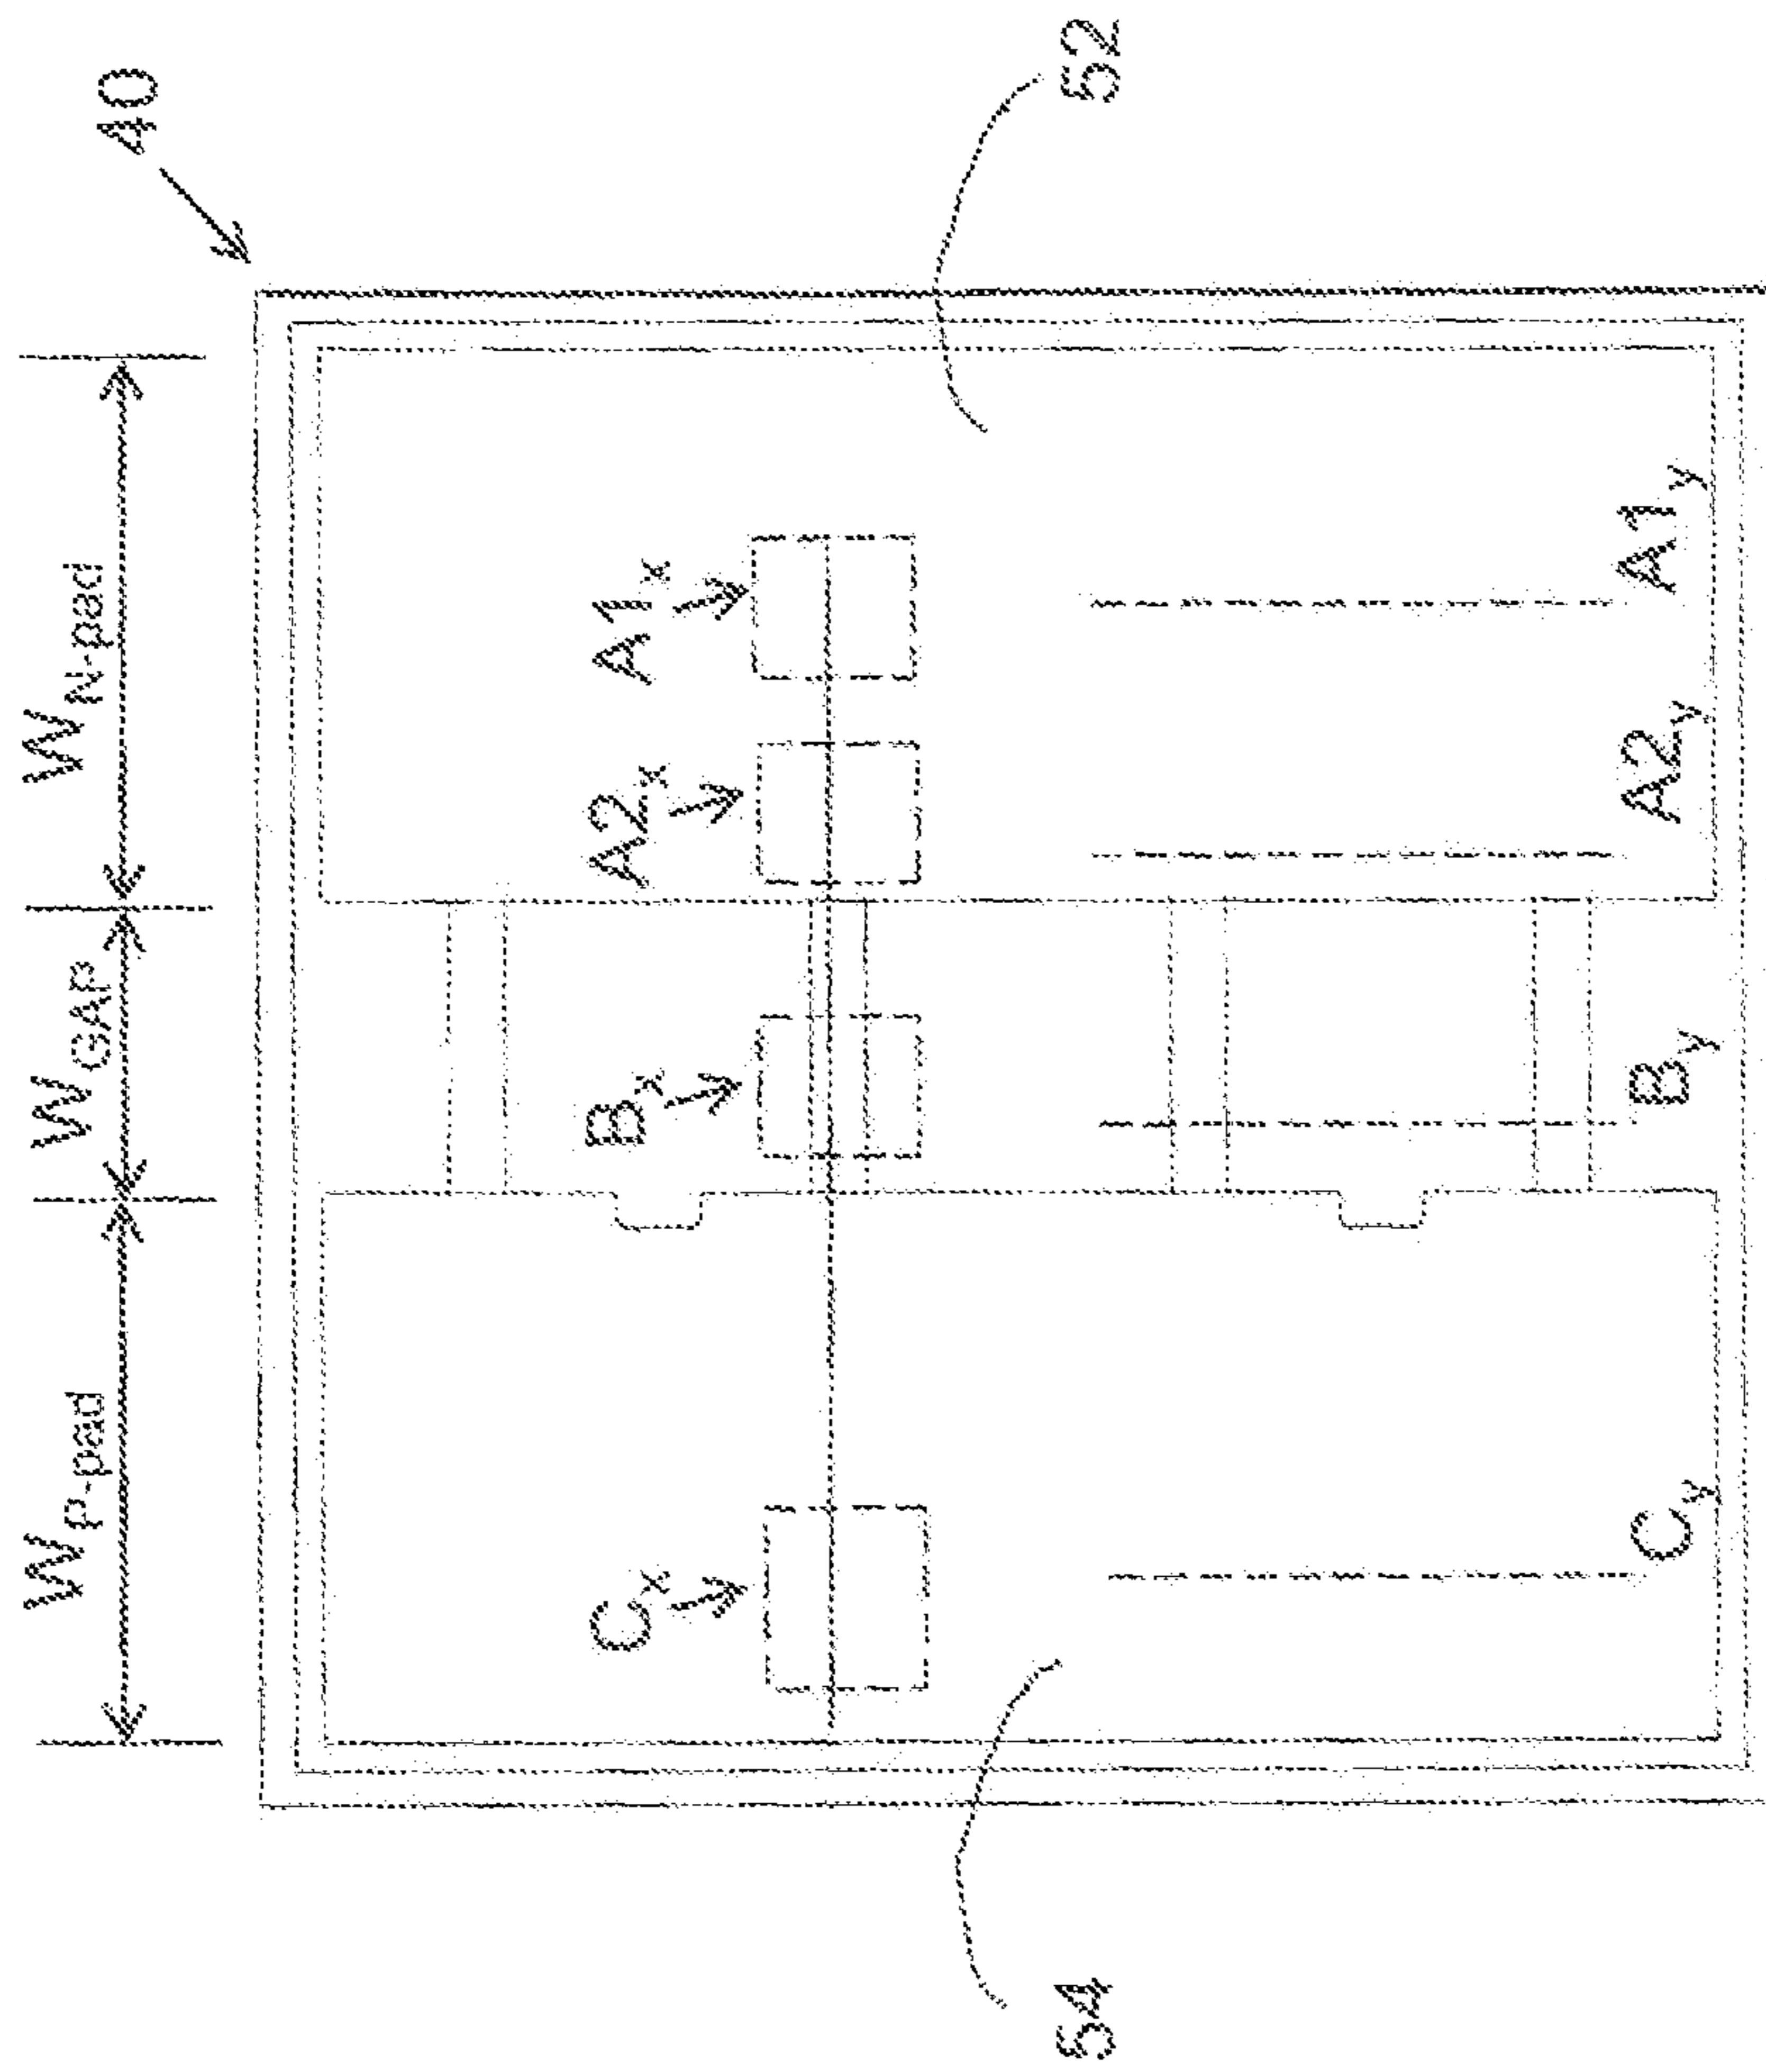 40
W P-pad
W GAP
W N-pad
Cx
Bx
A2x
A1x
54
52
Cy
By
A2y
A1y